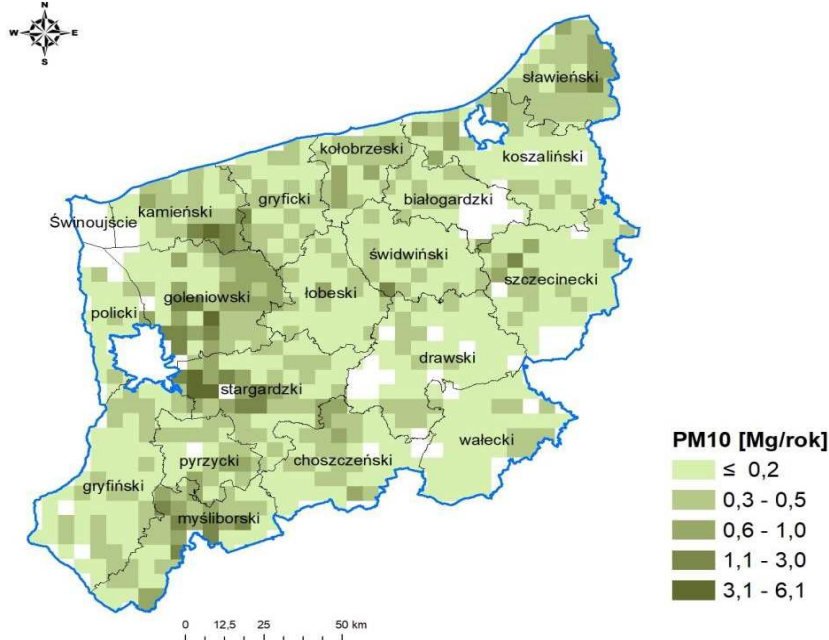 N
W E
S
sławieński
kołobrzeski
koszaliński
gryficki
białogardzki
kamieński
Świnoujście
świdwiński
szczecinecki
goleniowski
łobeski
policki
drawski
stargardzki
wałecki
pyrzycki
choszczeński
gryfiński
myśliborski
PM10 [Mg/rok]
≤ 0,2
0,3 - 0,5
0,6 - 1,0
1,1 - 3,0
3,1 - 6,1
0 12,5 25 50 km